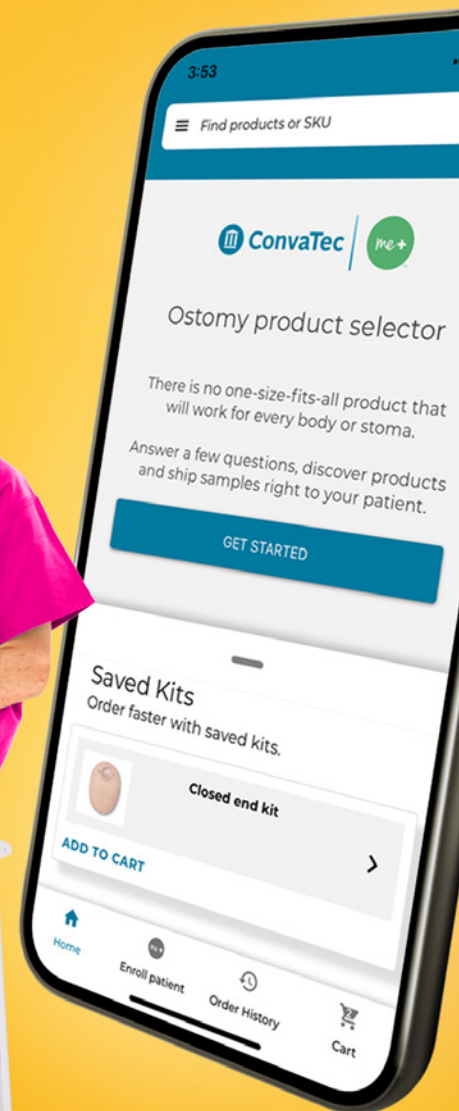 3:53
Find products or SKU
ConvaTec me+
Ostomy product selector
There is no one-size-fits-all product that
will work for every body or stoma.
Answer a few questions, discover products
and ship samples right to your patient.
GET STARTED
Saved Kits
Order faster with saved kits.
Closed end kit
ADD TO CART
Home
Enroll patient
Order History
Cart